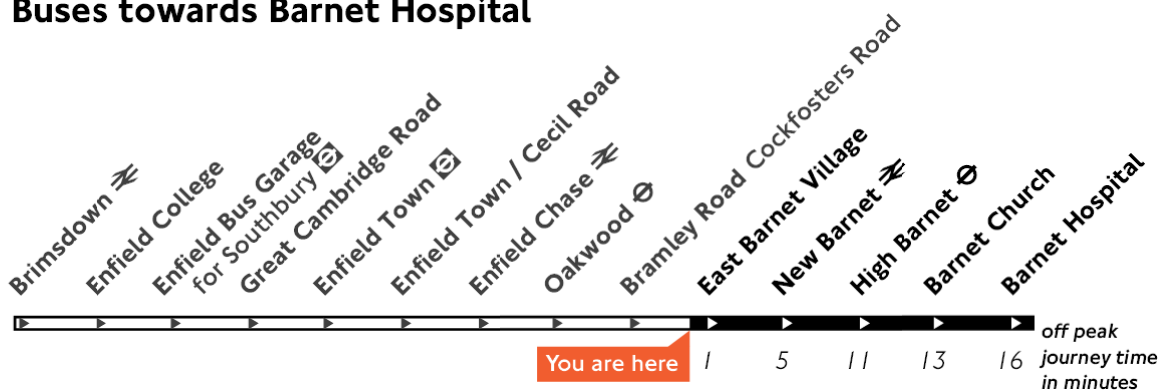 Buses towards Barnet Hospital
Brimsdown
Enfield College
Enfield Bus Garage
for Southbury
Great Cambridge Road
Enfield Town
Enfield Town / Cecil Road
Enfield Chase
Oakwood
Bramley Road Cockfosters Road
East Barnet Village
New Barnet
High Barnet
Barnet Church
Barnet Hospital
You are here
1 5 11 13 16
off peak
journey time
in minutes